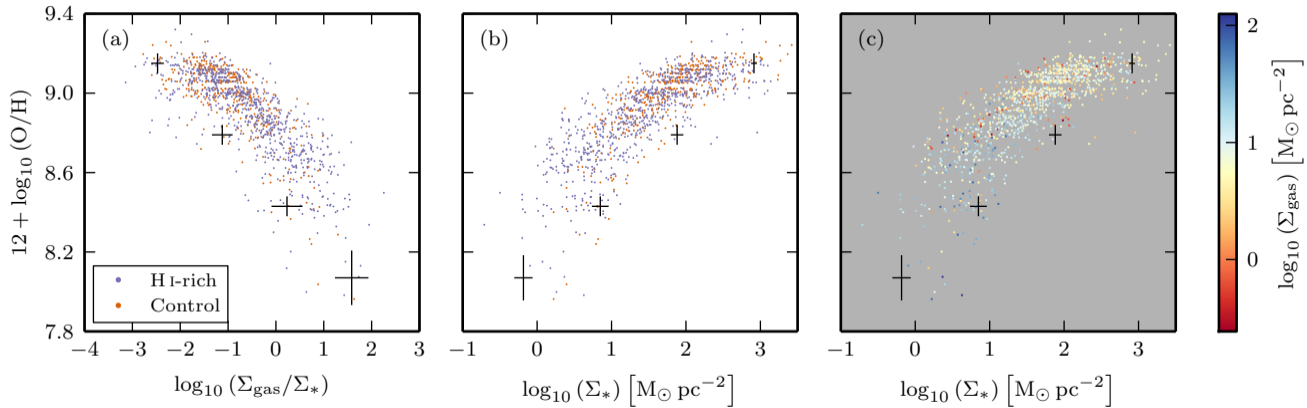 12 + log₁₀ (O/H)
9.4
9.0
8.6
8.2
7.8
(a)
H I-rich
Control
−4 −3 −2 −1 0 1 2 3
log₁₀ (Σgas/Σ*)
(b)
−1 0 1 2 3
log₁₀ (Σ*) [M⊙ pc⁻²]
(c)
−1 0 1 2 3
log₁₀ (Σ*) [M⊙ pc⁻²]
2
1
0
log₁₀ (Σgas) [M⊙ pc⁻²]